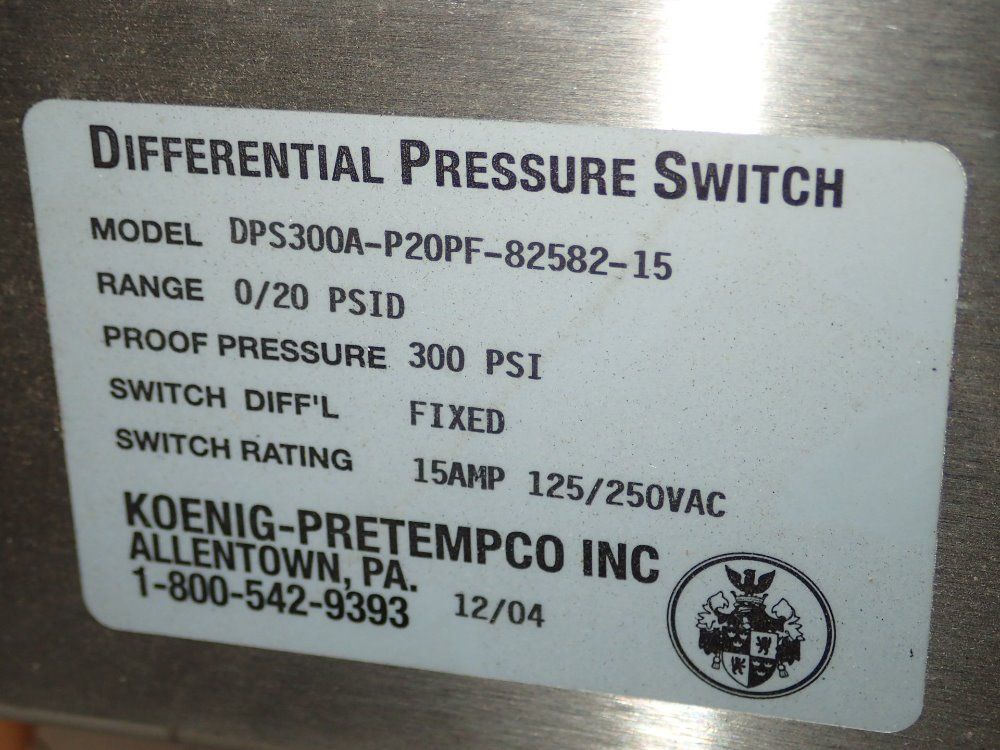 DIFFERENTIAL PRESSURE SWITCH
MODEL DPS300A-P20PF-82582-15
RANGE 0/20 PSID
PROOF PRESSURE 300 PSI
SWITCH DIFF'L FIXED
SWITCH RATING 15AMP 125/250VAC
KOENIG-PRETEMPCO INC
ALLENTOWN, PA.
1-800-542-9393 12/04